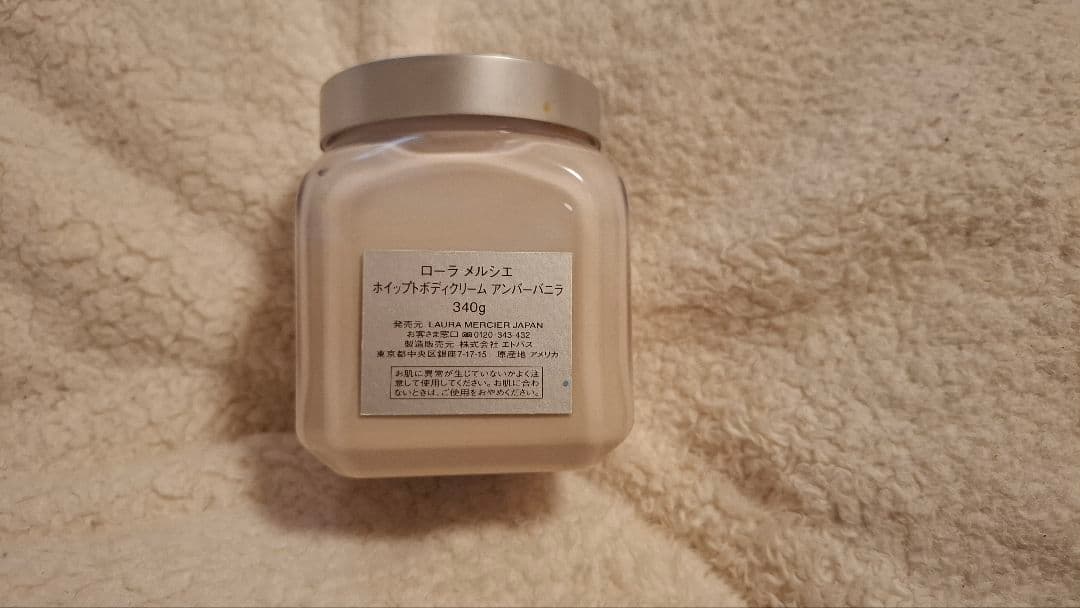 ローラ メルシエ
ホイップトボディクリーム アンバーバニラ
340g
発売元 LAURA MERCIER JAPAN
お客さま窓口 0120-343-432
製造販売元 株式会社 エトバス
東京都中央区銀座7-17-15 原産地 アメリカ
お肌に異常が生じていないかよく注
意して使用してください。お肌に合わ
ないときは、ご使用をおやめください。